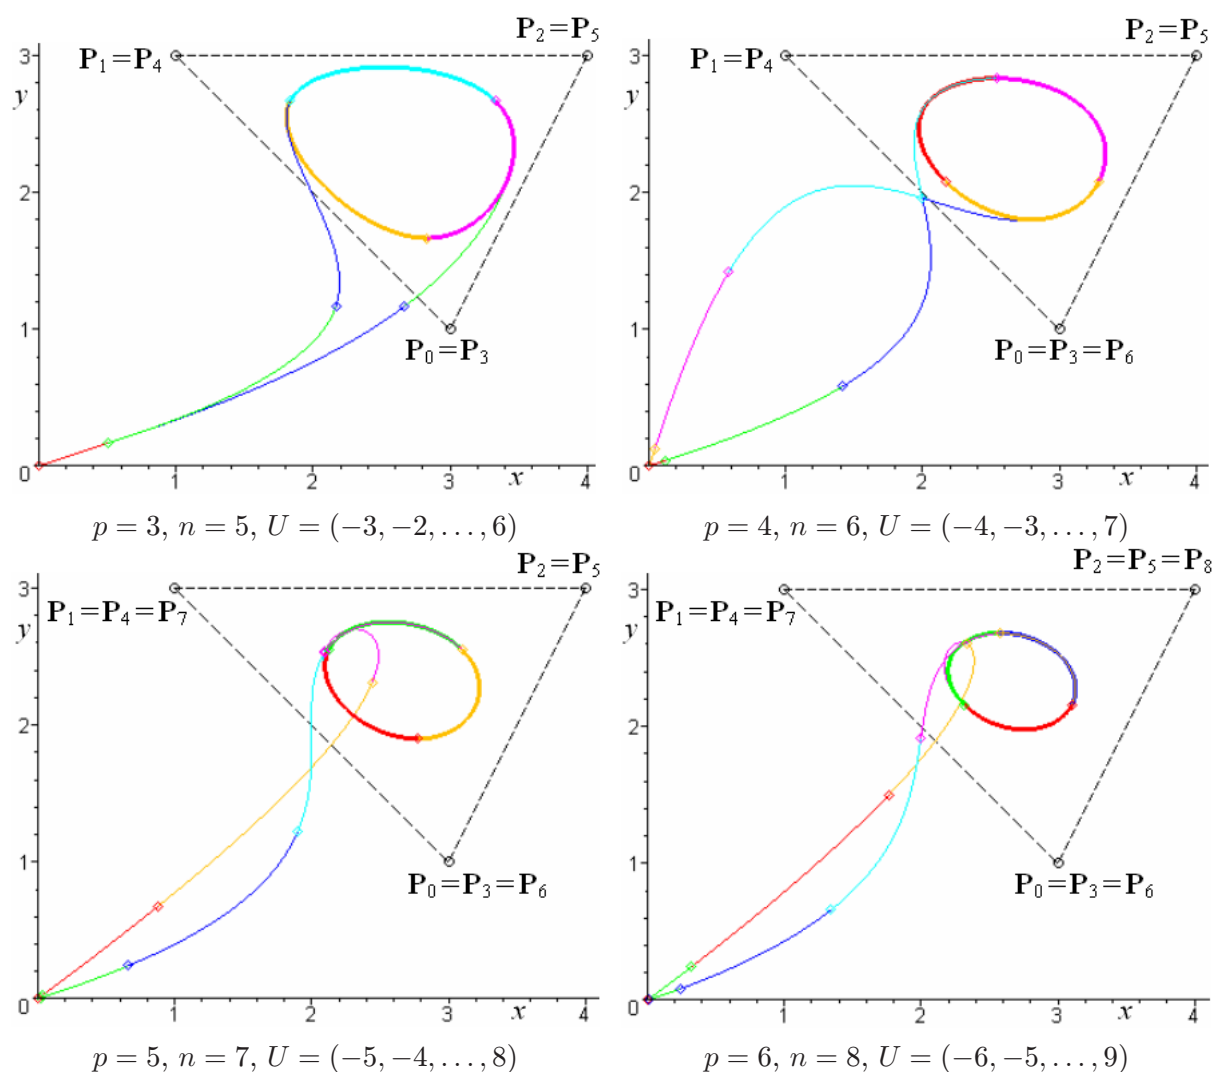 P₂=P₅
P₁=P₄
3
y
2
1
P₀=P₃
0
1
2
3
x
4
p = 3, n = 5, U = (−3, −2, . . . , 6)
P₂=P₅
P₁=P₄
3
y
2
1
P₀=P₃=P₆
0
1
2
3
x
4
p = 4, n = 6, U = (−4, −3, . . . , 7)
P₂=P₅
3
P₁=P₄=P₇
y
2
1
P₀=P₃=P₆
0
1
2
3
x
4
p = 5, n = 7, U = (−5, −4, . . . , 8)
P₂=P₅=P₈
3
P₁=P₄=P₇
y
2
1
P₀=P₃=P₆
0
1
2
3
x
4
p = 6, n = 8, U = (−6, −5, . . . , 9)